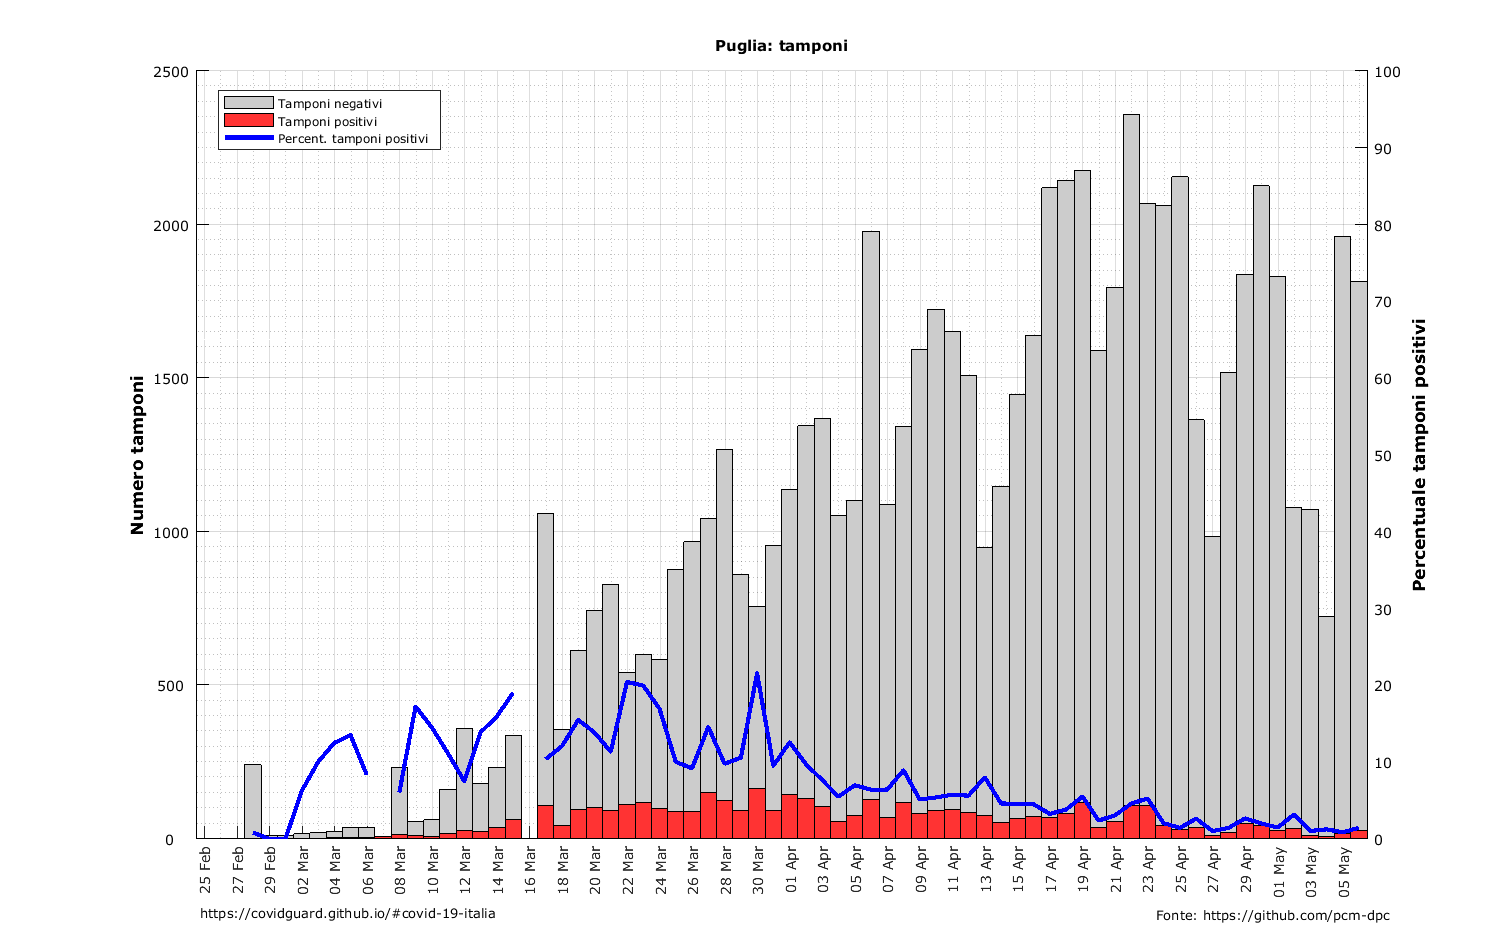 Puglia: tamponi
Tamponi negativi
Tamponi positivi
Percent. tamponi positivi
Numero tamponi
2500
2000
1500
1000
500
0
Percentuale tamponi positivi
100
90
80
70
60
50
40
30
20
10
0
25 Feb
27 Feb
29 Feb
02 Mar
04 Mar
06 Mar
08 Mar
10 Mar
12 Mar
14 Mar
16 Mar
18 Mar
20 Mar
22 Mar
24 Mar
26 Mar
28 Mar
30 Mar
01 Apr
03 Apr
05 Apr
07 Apr
09 Apr
11 Apr
13 Apr
15 Apr
17 Apr
19 Apr
21 Apr
23 Apr
25 Apr
27 Apr
29 Apr
01 May
03 May
05 May
https://covidguard.github.io/#covid-19-italia
Fonte: https://github.com/pcm-dpc